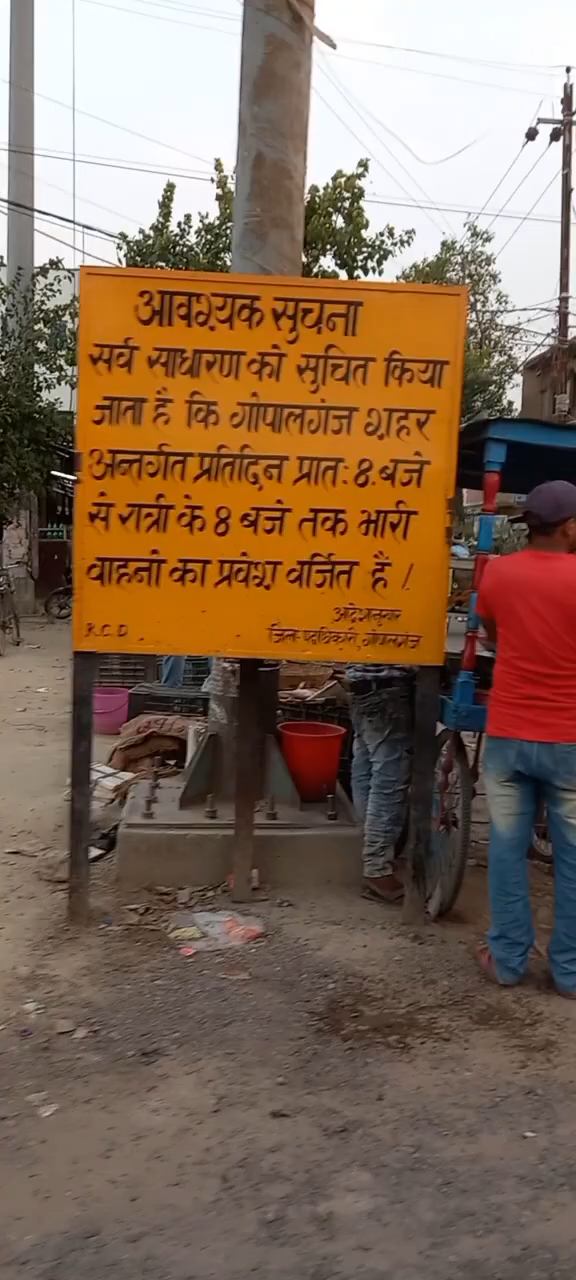 आवश्यक सुचना
सर्व साधारण को सुचित किया
जाता है कि गोपालगंज शहर
अन्तर्गत प्रतिदिन प्रात: 8 बजे
से रात्री के 8 बजे तक भारी
वाहनो का प्रवेश वर्जित हैं /
आदेशानुसार
R.C.D
जिला पदाधिकारी, गोपालगंज